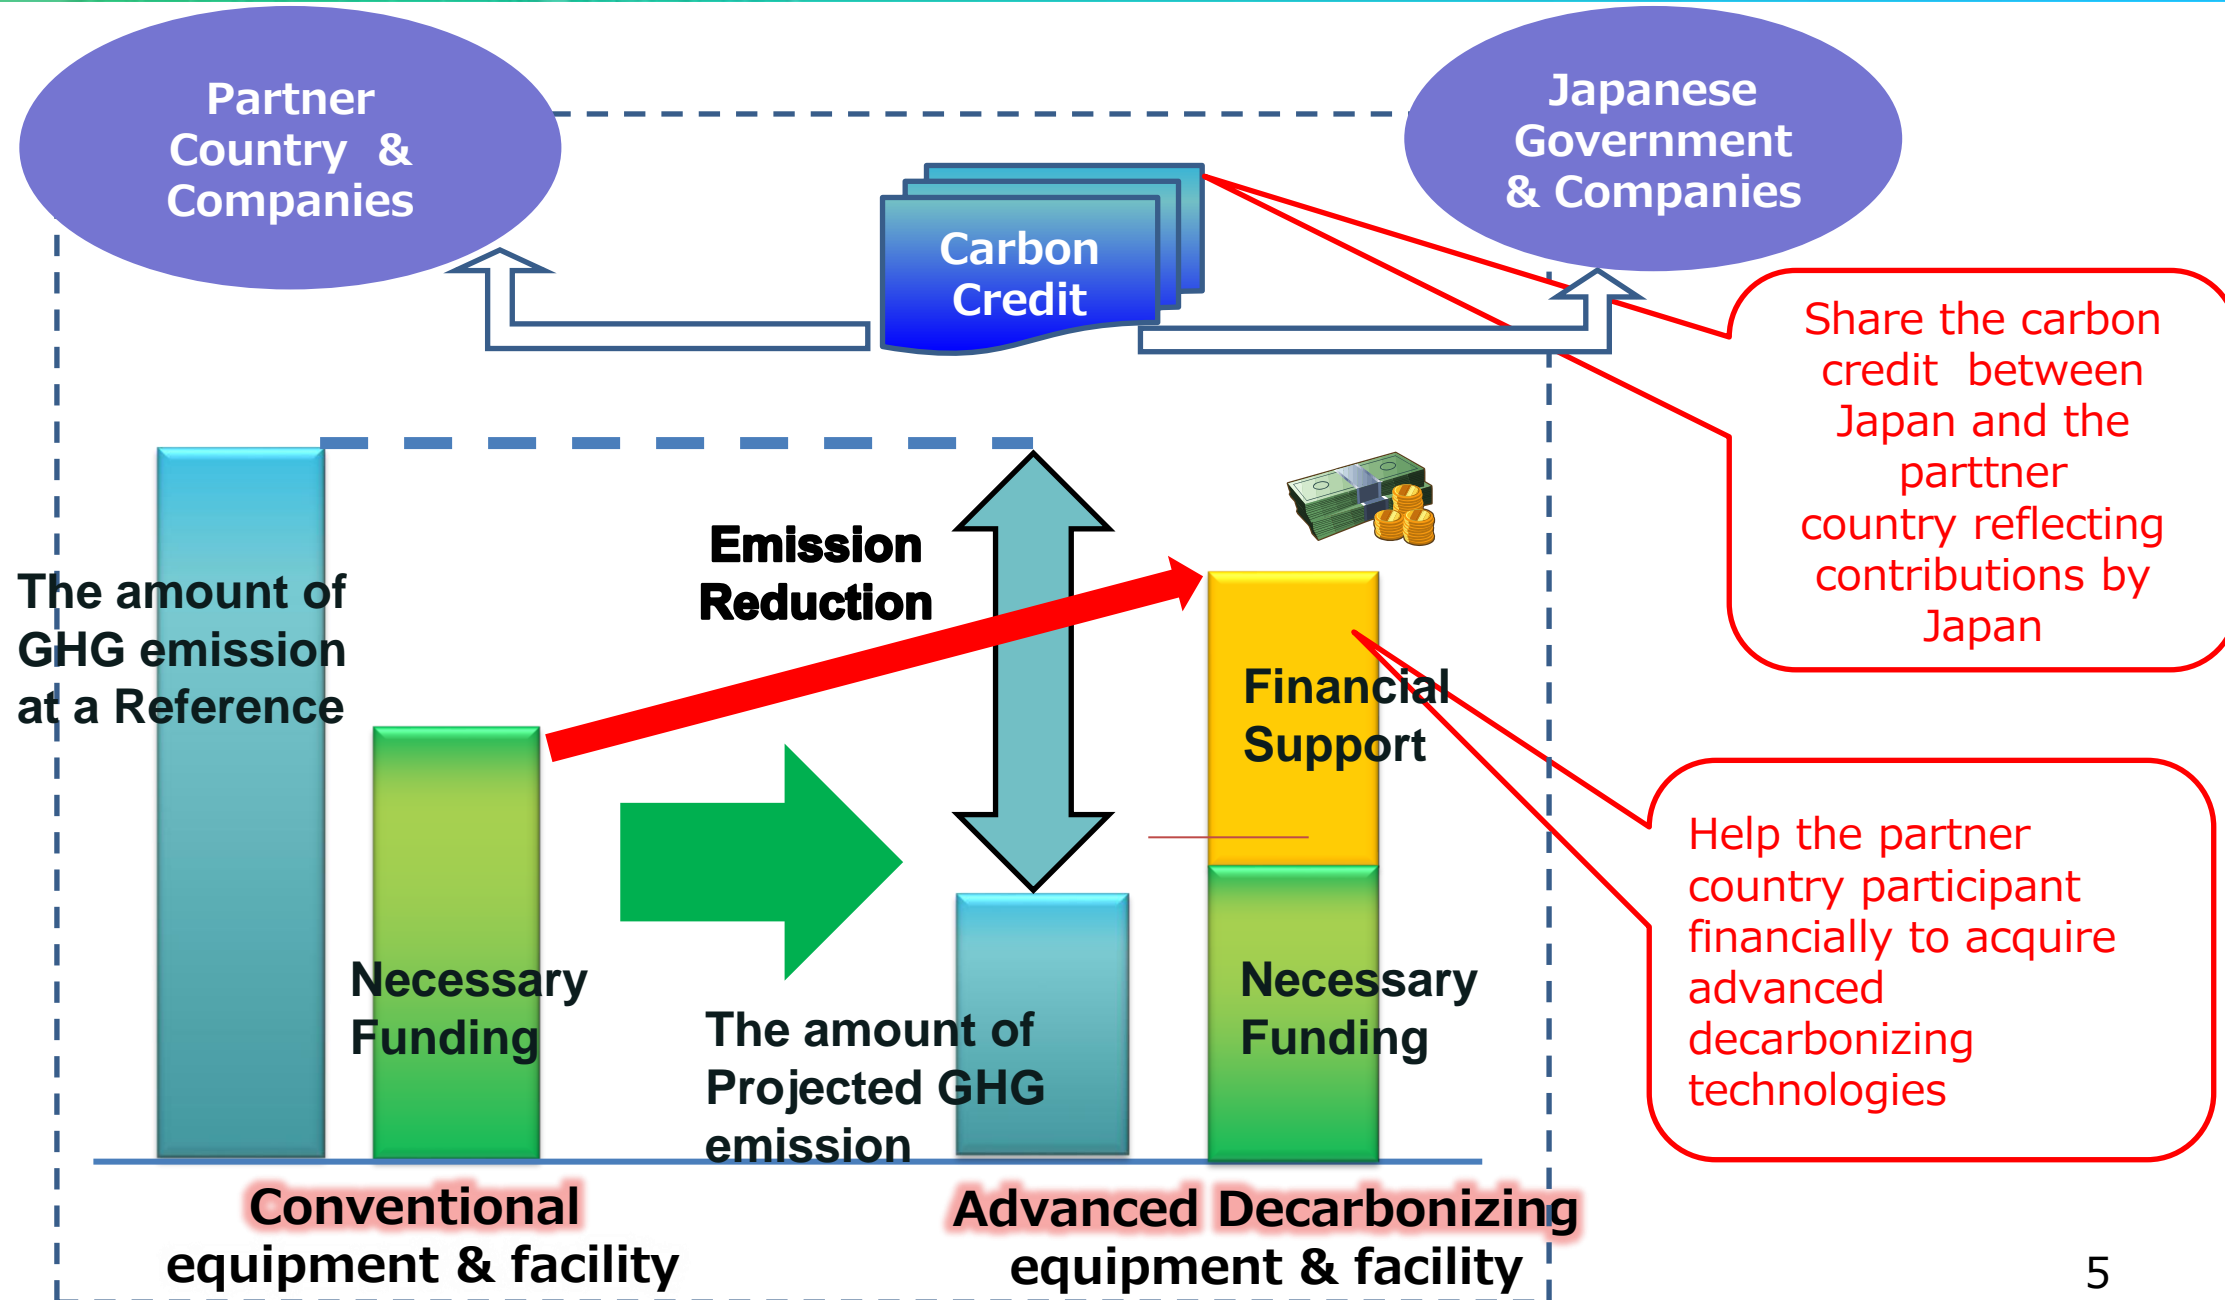 Partner
Country &
Companies
Japanese
Government
& Companies
Carbon
Credit
Share the carbon
credit between
Japan and the
parttner
country reflecting
contributions by
Japan
The amount of
GHG emission
at a Reference
Emission
Reduction
Financial
Support
Necessary
Funding
The amount of
Projected GHG
emission
Necessary
Funding
Help the partner
country participant
financially to acquire
advanced
decarbonizing
technologies
Conventional
equipment & facility
Advanced Decarbonizing
equipment & facility
5